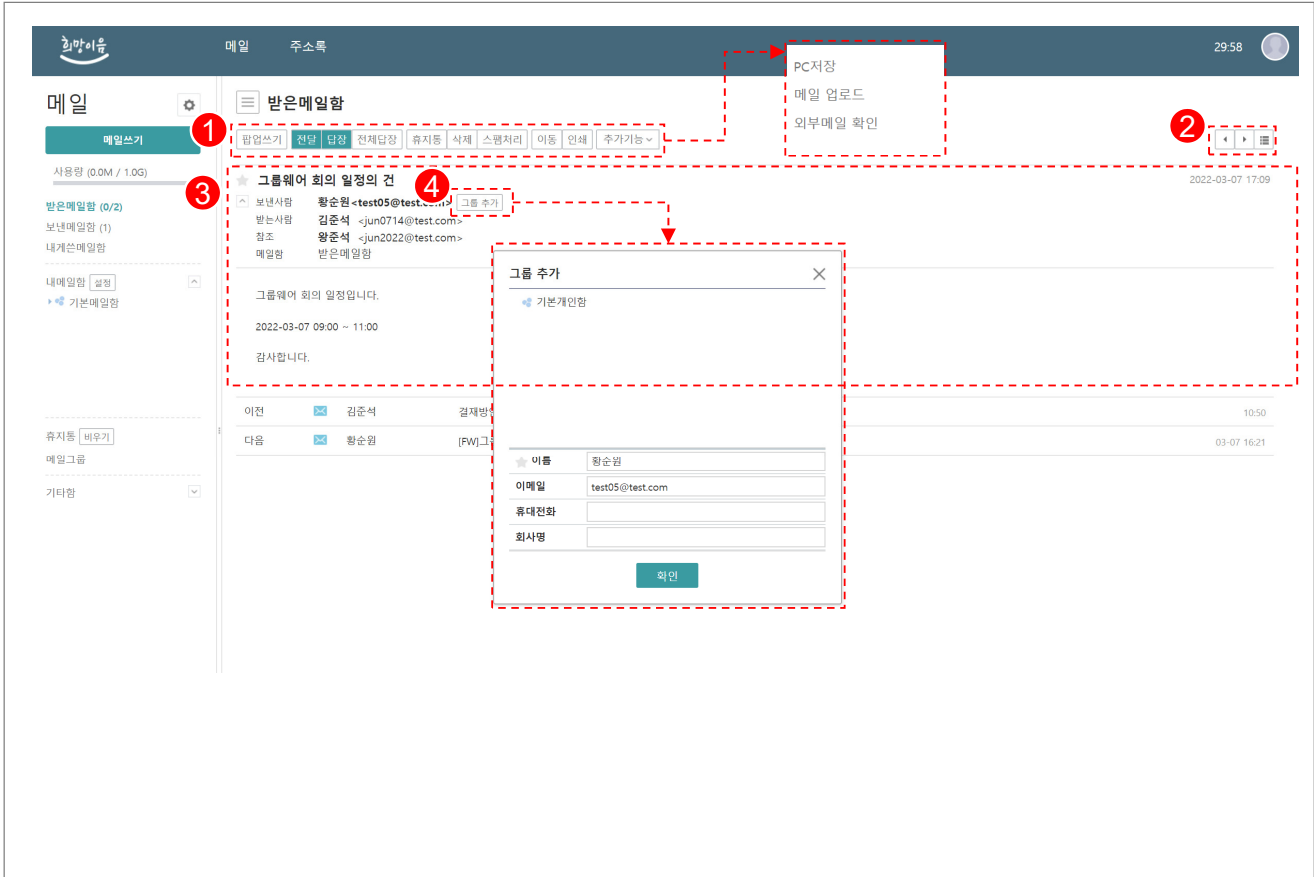 희망이음
메일 주소록 29:58
PC저장
메일 업로드
외부메일 확인
메일
받은메일함
메일쓰기
1
팝업쓰기 전달 답장 전체답장 휴지통 삭제 스팸처리 이동 인쇄 추가기능
2
사용량 (0.0M / 1.0G)
받은메일함 (0/2)
보낸메일함 (1)
내게쓴메일함
내메일함 설정
기본메일함
휴지통 비우기
메일그룹
기타함
3
그룹웨어 회의 일정의 건 2022-03-07 17:09
4
보낸사람 황순원<test05@test.com> 그룹 추가
받는사람 김준석 <jun0714@test.com>
참조 왕준석 <jun2022@test.com>
메일함 받은메일함
그룹웨어 회의 일정입니다.
2022-03-07 09:00 ~ 11:00
감사합니다.
이전 김준석 10:50
다음 황순원 [FW] 03-07 16:21
그룹 추가
기본개인함
이름 황순원
이메일 test05@test.com
휴대전화
회사명
확인